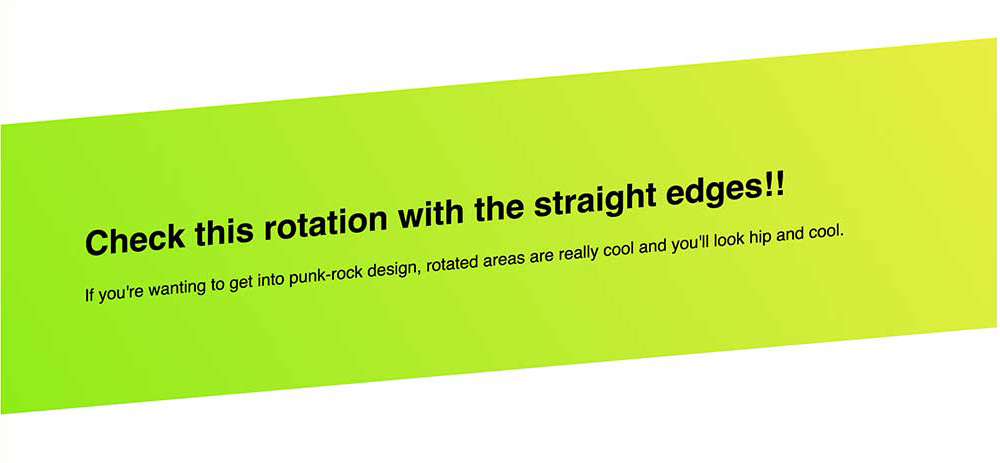 Check this rotation with the straight edges!!
If you're wanting to get into punk-rock design, rotated areas are really cool and you'll look hip and cool.